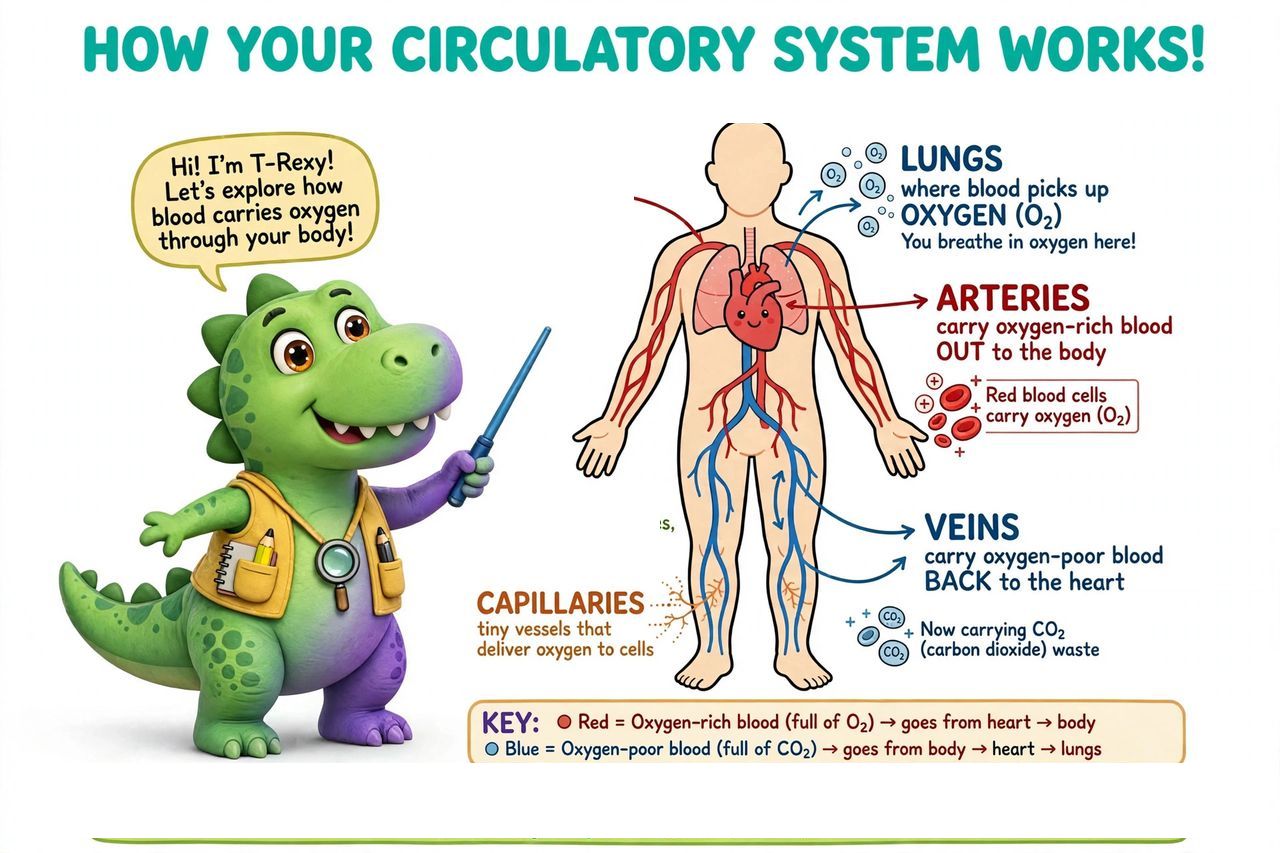 HOW YOUR CIRCULATORY SYSTEM WORKS!
Hi! I'm T-Rexy!
Let's explore how
blood carries oxygen
through your body!
O₂
O₂
O₂
O₂
LUNGS
where blood picks up
OXYGEN (O₂)
You breathe in oxygen here!
ARTERIES
carry oxygen-rich blood
OUT to the body
Red blood cells
carry oxygen (O₂)
VEINS
carry oxygen-poor blood
BACK to the heart
CO₂
CO₂
Now carrying CO₂
(carbon dioxide) waste
CAPILLARIES
tiny vessels that
deliver oxygen to cells
KEY: Red = Oxygen-rich blood (full of O₂) → goes from heart → body
Blue = Oxygen-poor blood (full of CO₂) → goes from body → heart → lungs